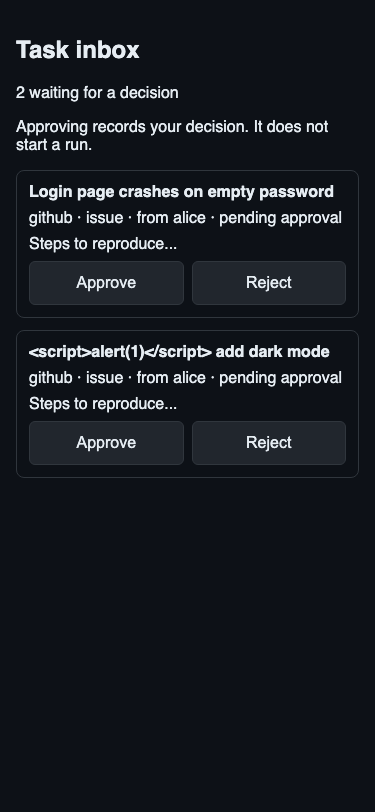 Task inbox
2 waiting for a decision
Approving records your decision. It does not
start a run.
Login page crashes on empty password
github · issue · from alice · pending approval
Steps to reproduce...
Approve
Reject
<script>alert(1)</script> add dark mode
github · issue · from alice · pending approval
Steps to reproduce...
Approve
Reject